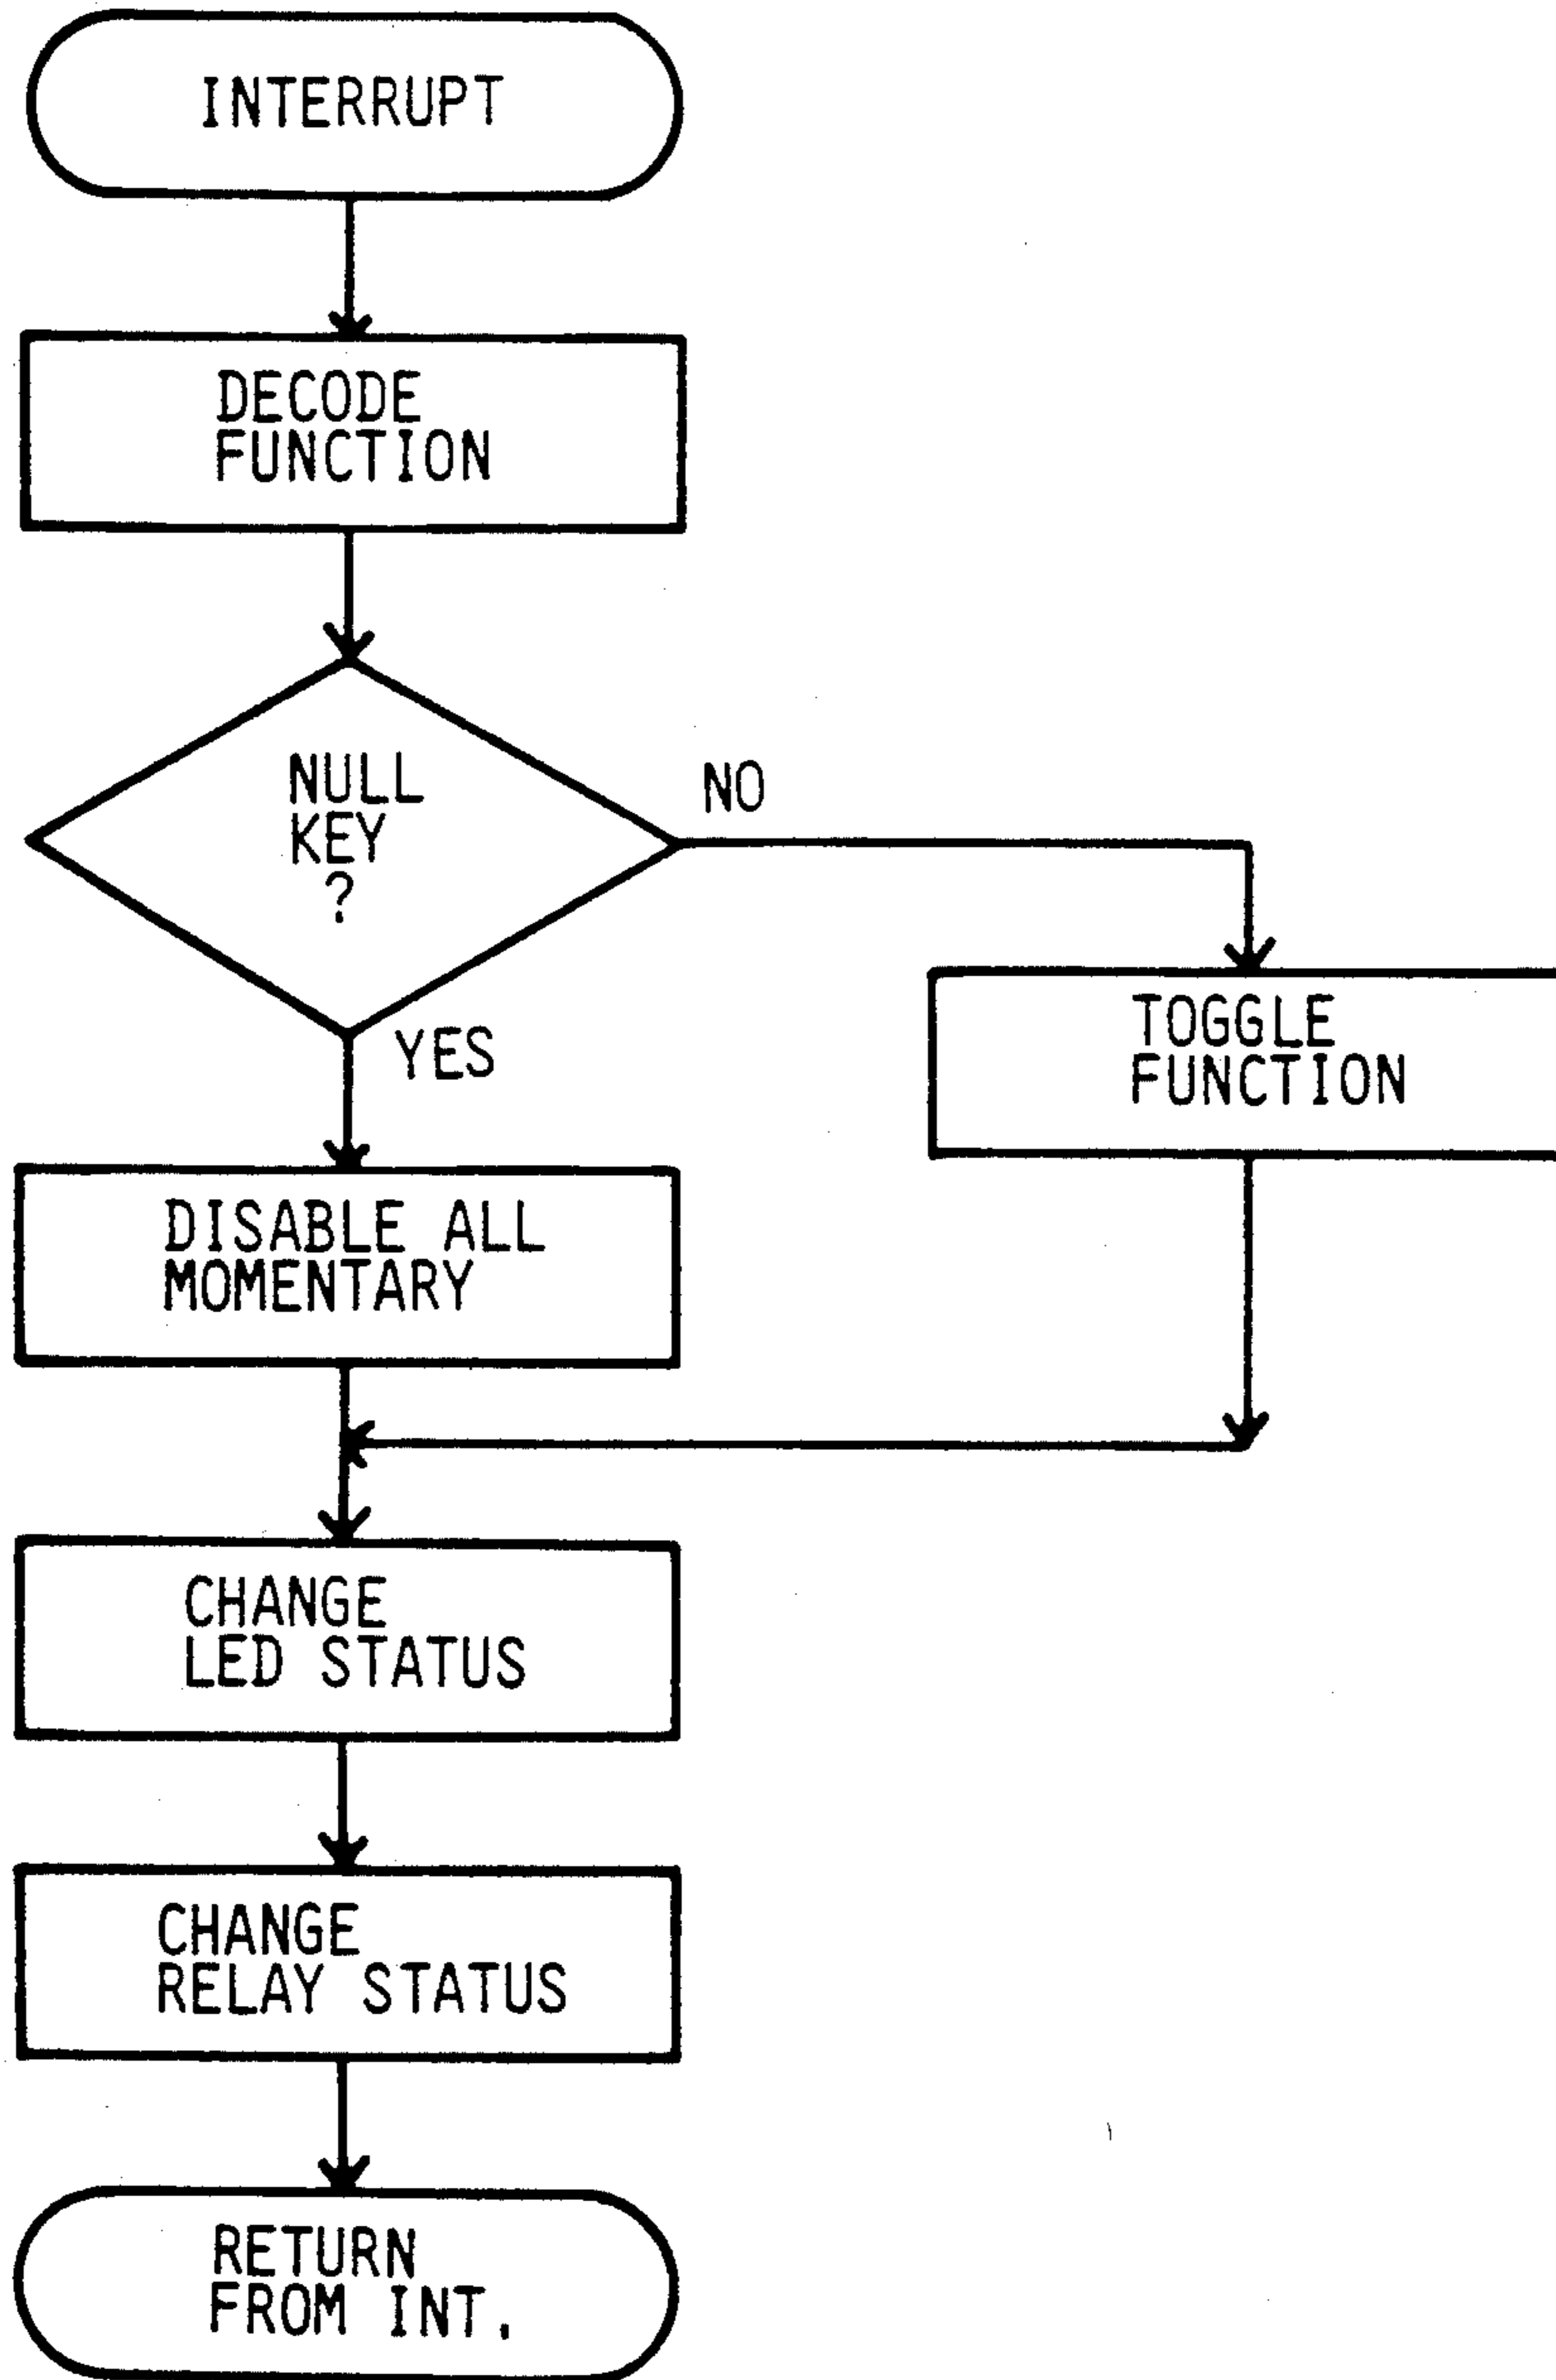 INTERRUPT
DECODE
FUNCTION
NULL
KEY
?
NO
YES
TOGGLE
FUNCTION
DISABLE ALL
MOMENTARY
CHANGE
LED STATUS
CHANGE
RELAY STATUS
RETURN
FROM INT.